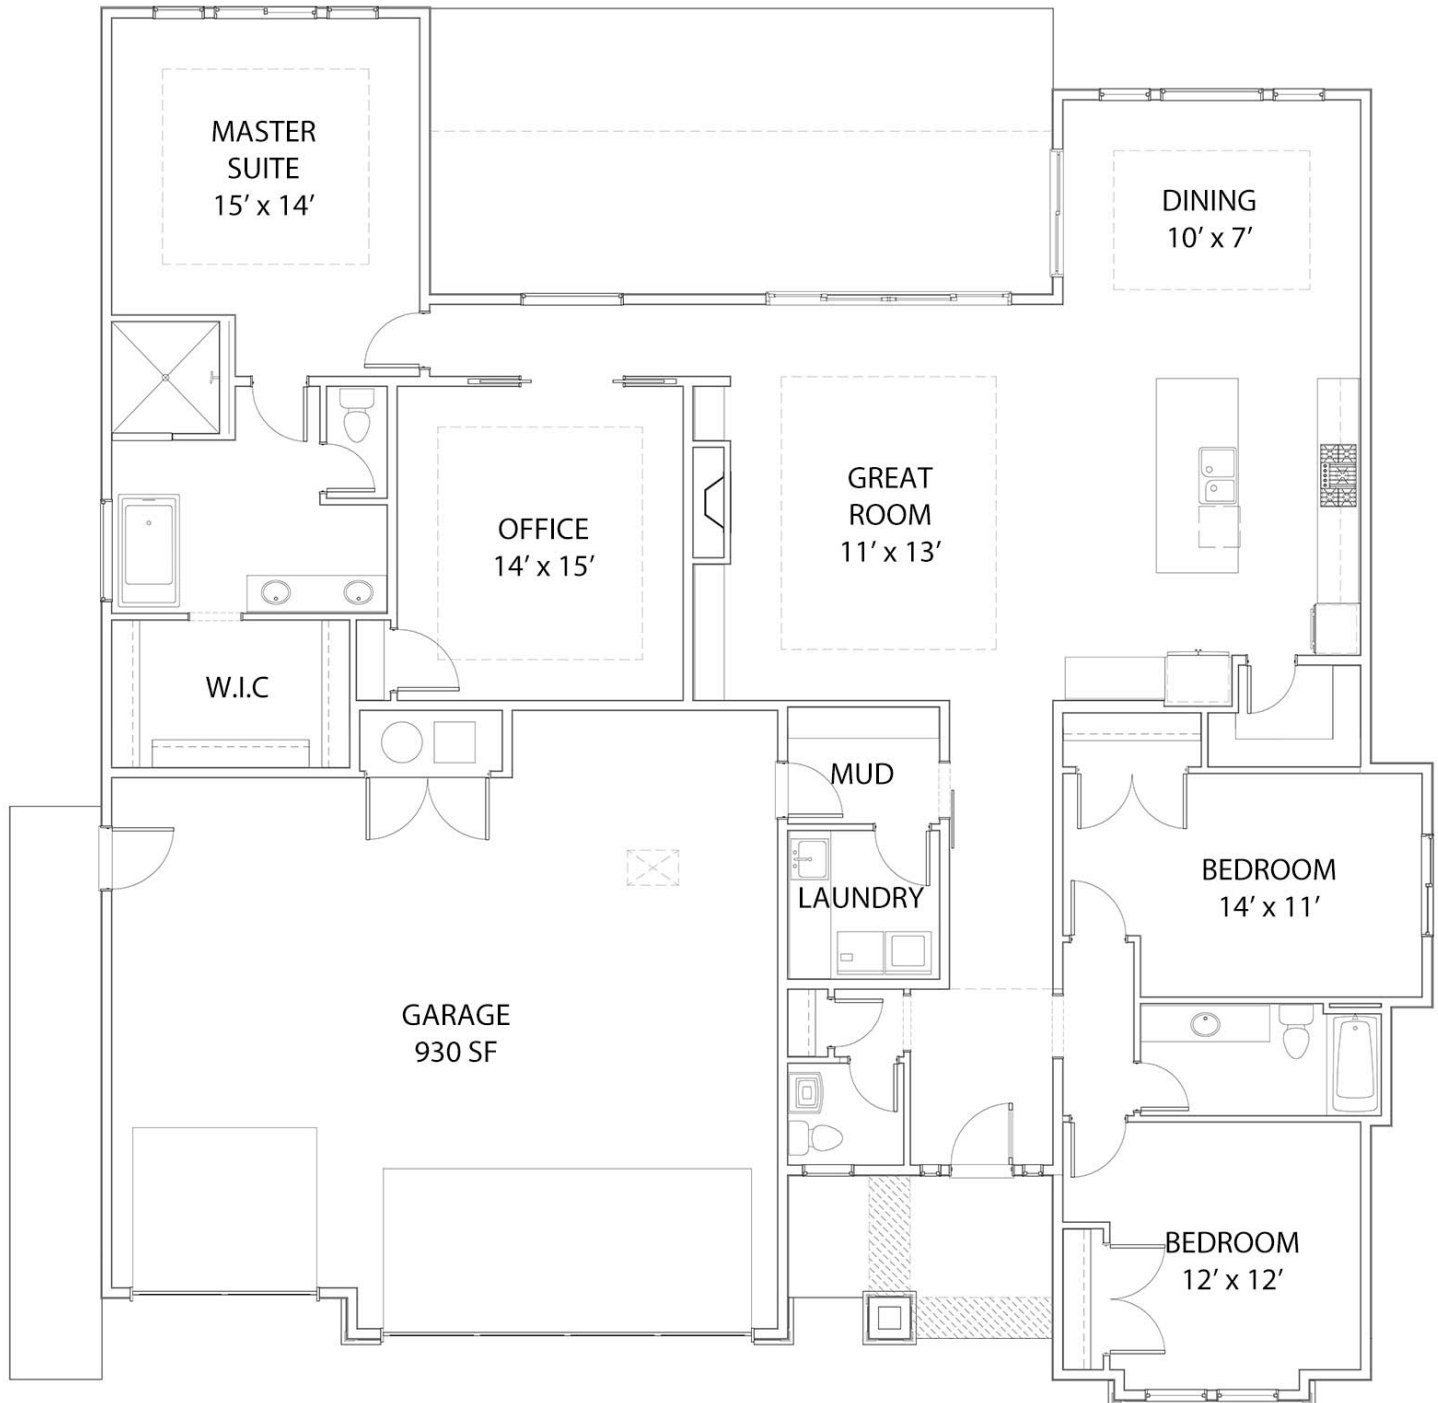 MASTER
SUITE
15’ x 14’
DINING
10’ x 7’
GREAT
ROOM
11’ x 13’
OFFICE
14’ x 15’
W.I.C
MUD
LAUNDRY
BEDROOM
14’ x 11’
GARAGE
930 SF
BEDROOM
12’ x 12’